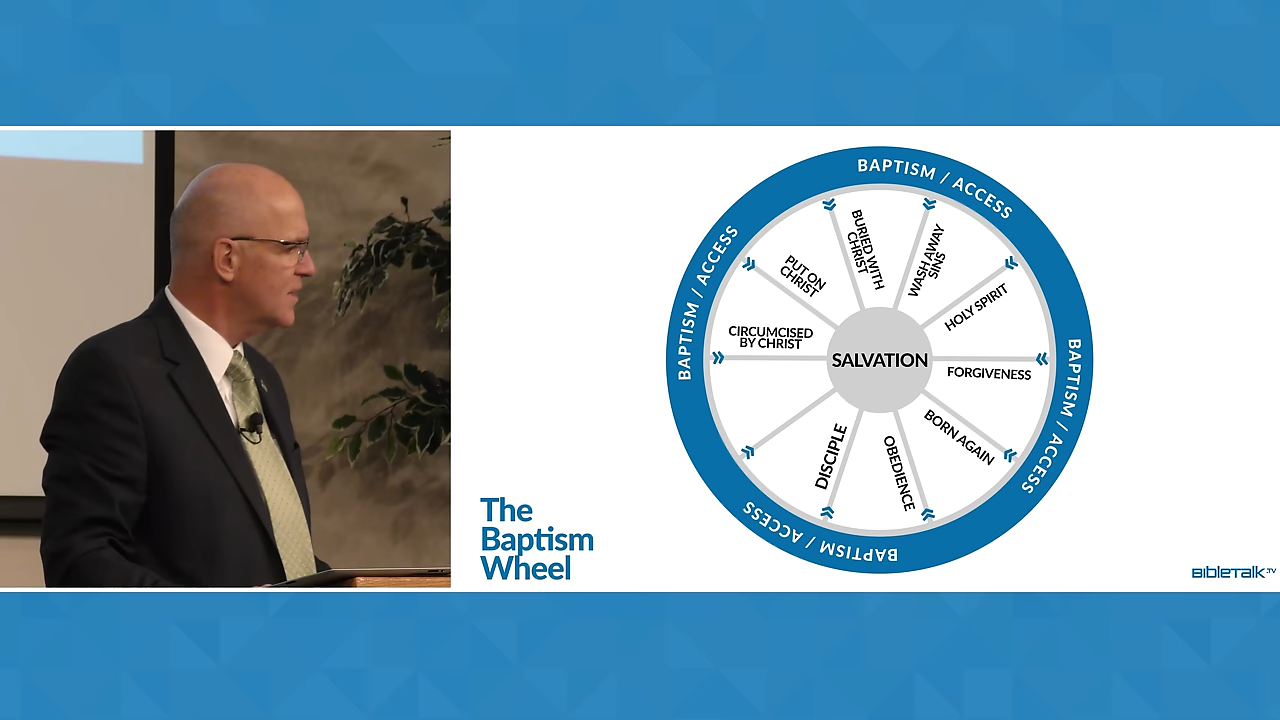 BAPTISM / ACCESS
BAPTISM / ACCESS
BAPTISM / ACCESS
BAPTISM / ACCESS
BURIED WITH
CHRIST
WASH AWAY
SINS
PUT ON
CHRIST
HOLY SPIRIT
CIRCUMCISED
BY CHRIST
SALVATION
FORGIVENESS
BORN AGAIN
DISCIPLE
OBEDIENCE
The
Baptism
Wheel
BIBLETALK.TV